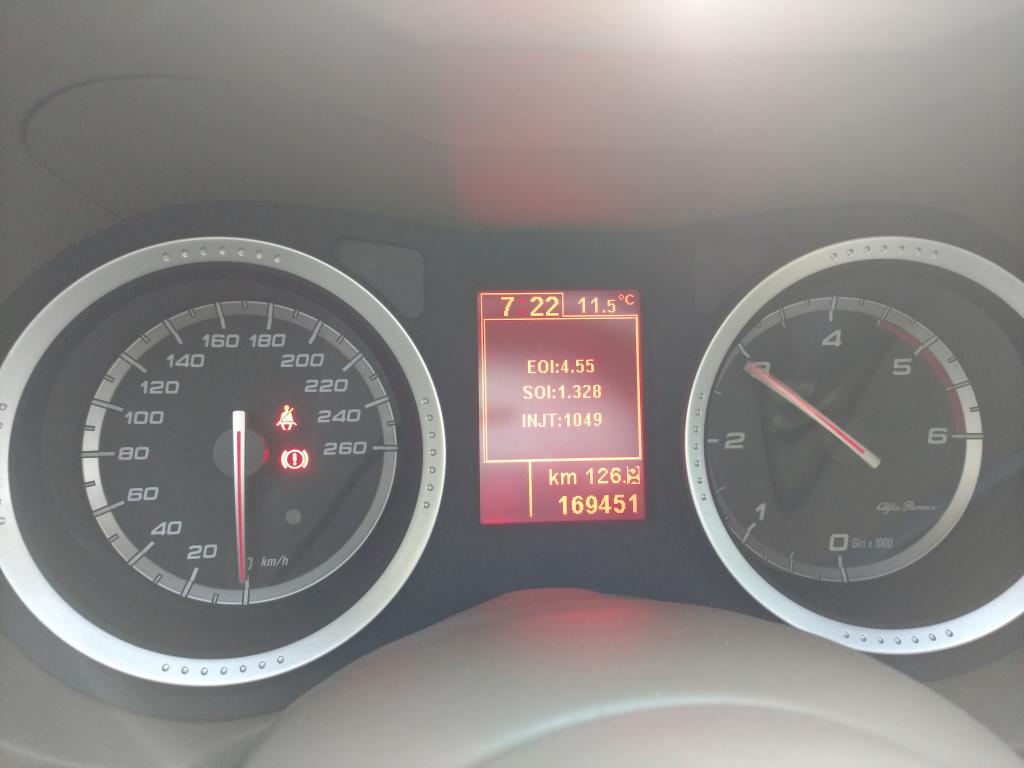 160 180
140 200
120 220
100 240
80 260
60
40
20
0 km/h
7:22 11.5°C
EOI:4.55
SOI:1.328
INJT:1049
km 126.
169451
4
3 5
2 6
1
Alfa Romeo
0 Giri x 1000